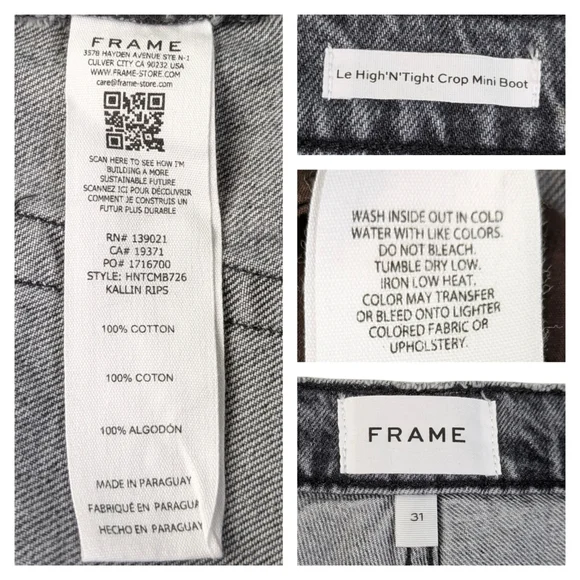 FRAME
3578 HAYDEN AVENUE STE N-1
CULVER CITY CA 90232 USA
WWW.FRAME-STORE.COM
care@frame-store.com
SCAN HERE TO SEE HOW I'M
BUILDING A MORE
SUSTAINABLE FUTURE
SCANNEZ ICI POUR DÉCOUVRIR
COMMENT JE CONSTRUIS UN
FUTUR PLUS DURABLE
RN# 139021
CA# 19371
PO# 1716700
STYLE: HNTCMB726
KALLIN RIPS
100% COTTON
100% COTON
100% ALGODÓN
MADE IN PARAGUAY
FABRIQUÉ EN PARAGUA
HECHO EN PARAGUAY
Le High'N'Tight Crop Mini Boot
WASH INSIDE OUT IN COLD
WATER WITH LIKE COLORS.
DO NOT BLEACH.
TUMBLE DRY LOW.
IRON LOW HEAT.
COLOR MAY TRANSFER
OR BLEED ONTO LIGHTER
COLORED FABRIC OR
UPHOLSTERY.
FRAME
31